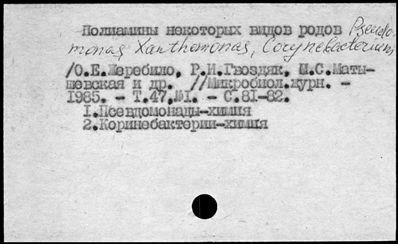 Полиамины некоторых видов родов Pseudo-
monas, Xanthomonas, Corynebacterium
/О.Е.Жеребило, Р.И.Гвоздяк, М.С.Маты-
шевская и др. //Микробиол.журн. –
1985. – Т.47,№1. – С.81-82.
1.Псевдомонады-химия
2.Коринебактерии-химия